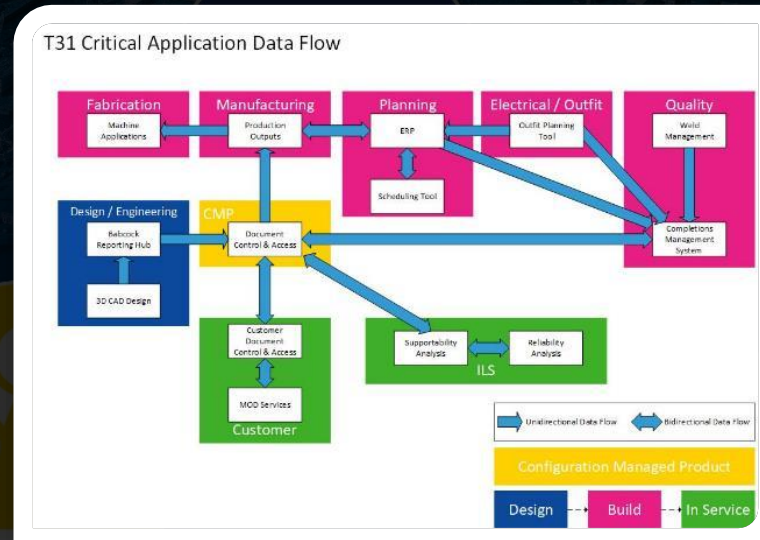 T31 Critical Application Data Flow
Fabrication
Manufacturing
Planning
Electrical / Outfit
Quality
Machine
Applications
Production
Outputs
ERP
Outfit Planning
Tool
Weld
Management
Scheduling Tool
Design / Engineering
CMP
Babcock
Reporting Hub
Document
Control & Access
Completions
Management
System
3D CAD Design
Customer
Document
Control & Access
Supportability
Analysis
Reliability
Analysis
ILS
MOD Services
Customer
Unidirectional Data Flow
Bidirectional Data Flow
Configuration Managed Product
Design
Build
In Service